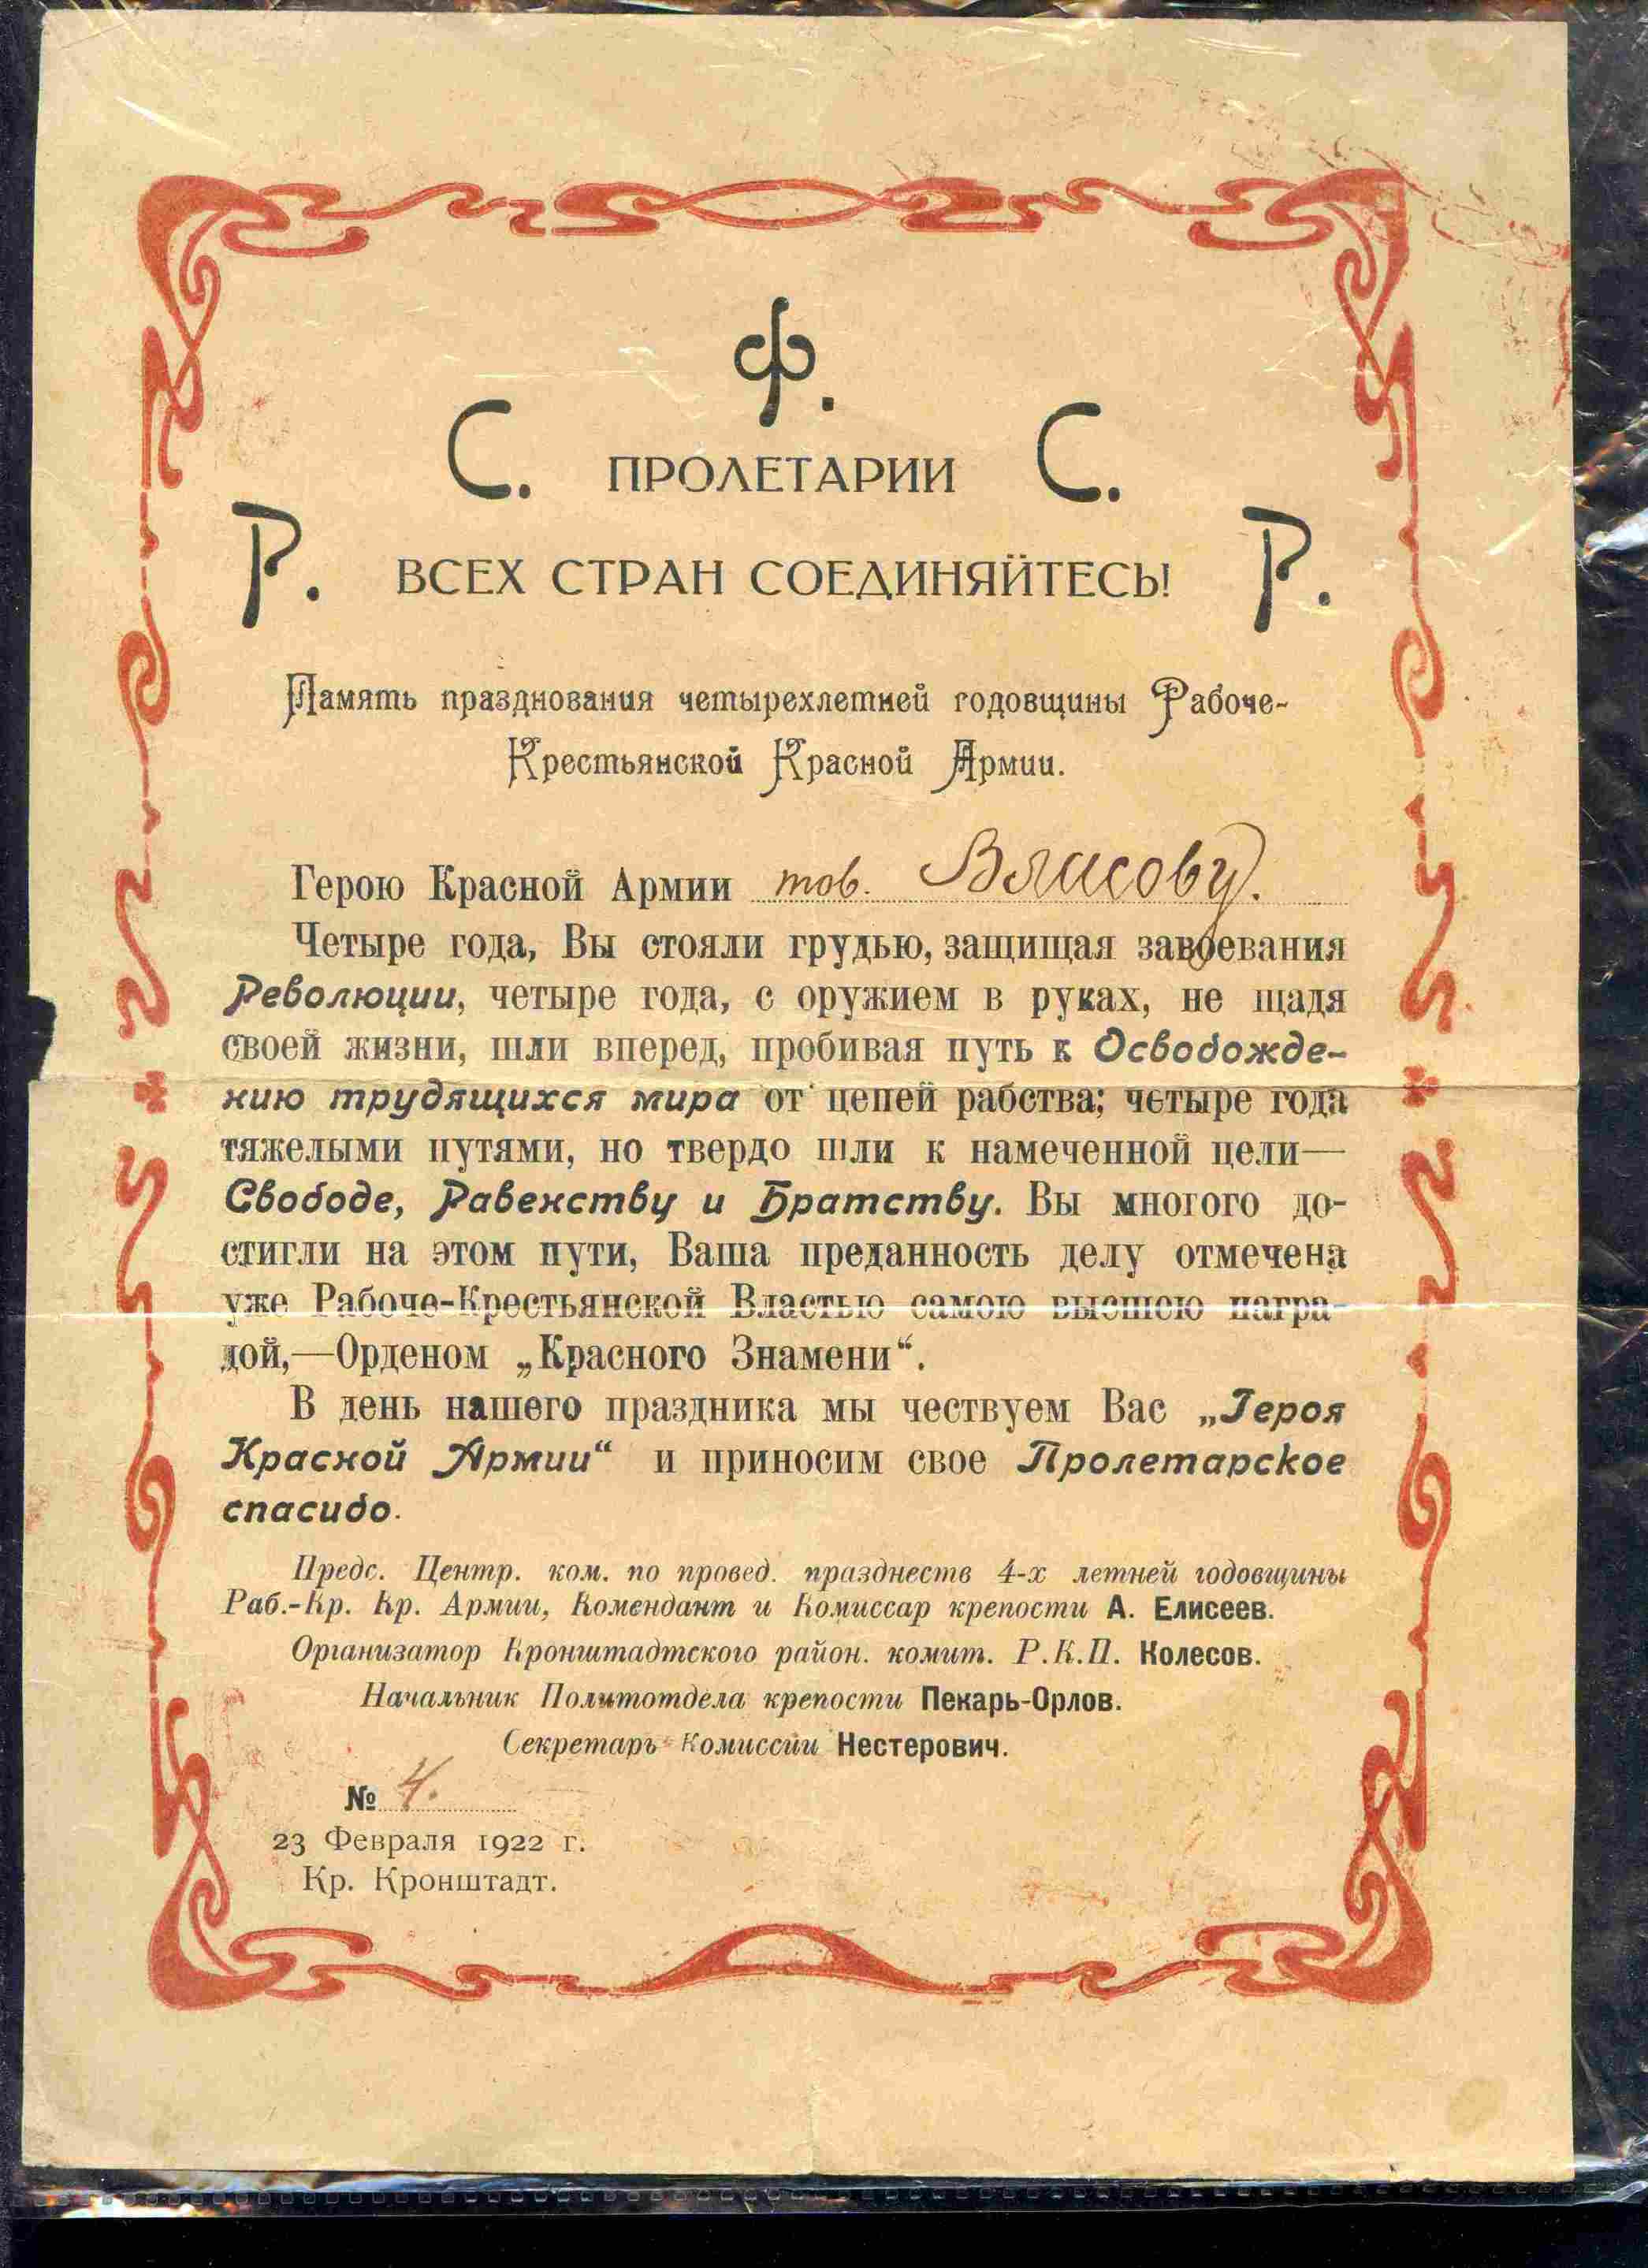 Ф.
С. ПРОЛЕТАРИИ С.
Р. ВСЕХ СТРАН СОЕДИНЯЙТЕСЬ! Р.
Память празднования четырехлетней годовщины Рабоче-
Крестьянской Красной Армии.
Герою Красной Армии тов.
Четыре года, Вы стояли грудью, защищая завоевания
Революции, четыре года, с оружием в руках, не щадя
своей жизни, шли вперед, пробивая путь к Освобожде-
нию трудящихся мира от цепей рабства; четыре года
тяжелыми путями, но твердо шли к намеченной цели—
Свободе, Равенству и Братству. Вы многого до-
стигли на этом пути, Ваша преданность делу отмечена
уже Рабоче-Крестьянской Властью самою высшею награ-
дой,—Орденом „Красного Знамени“.
В день нашего праздника мы чествуем Вас „Героя
Красной Армии“ и приносим свое Пролетарское
спасибо.
Предс. Центр. ком. по провед. празднеств 4-х летней годовщины
Раб.-Кр. Кр. Армии, Комендант и Комиссар крепости А. Елисеев.
Организатор Кронштадтского район. комит. Р.К.П. Колесов.
Начальник Политотдела крепости Пекарь-Орлов.
Секретарь Комиссии Нестерович.
№ 4.
23 Февраля 1922 г.
Кр. Кронштадт.